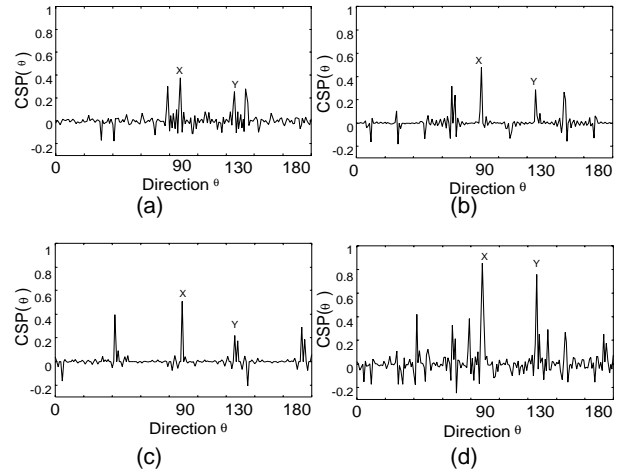 1
0.8
0.6
0.4
0.2
0
-0.2
CSP(θ)
X
Y
0 90 130 180
Direction θ
(a)
1
0.8
0.6
0.4
0.2
0
-0.2
CSP(θ)
X
Y
0 90 130 180
Direction θ
(b)
1
0.8
0.6
0.4
0.2
0
-0.2
CSP(θ)
X
Y
0 90 130 180
Direction θ
(c)
1
0.8
0.6
0.4
0.2
0
-0.2
CSP(θ)
X
Y
0 90 130 180
Direction θ
(d)